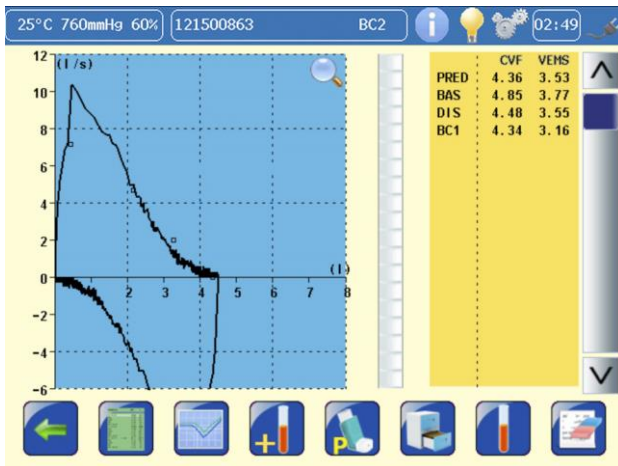 25°C 760mmHg 60% 121500863 BC2 i 02:49
CVF VEMS
PRED 4.36 3.53
BAS 4.85 3.77
DIS 4.48 3.55
BC1 4.34 3.16
(l/s)
12
10
8
6
4
2
0
-2
-4
-6
(l)
2 3 4 5 6 7 8
+ P